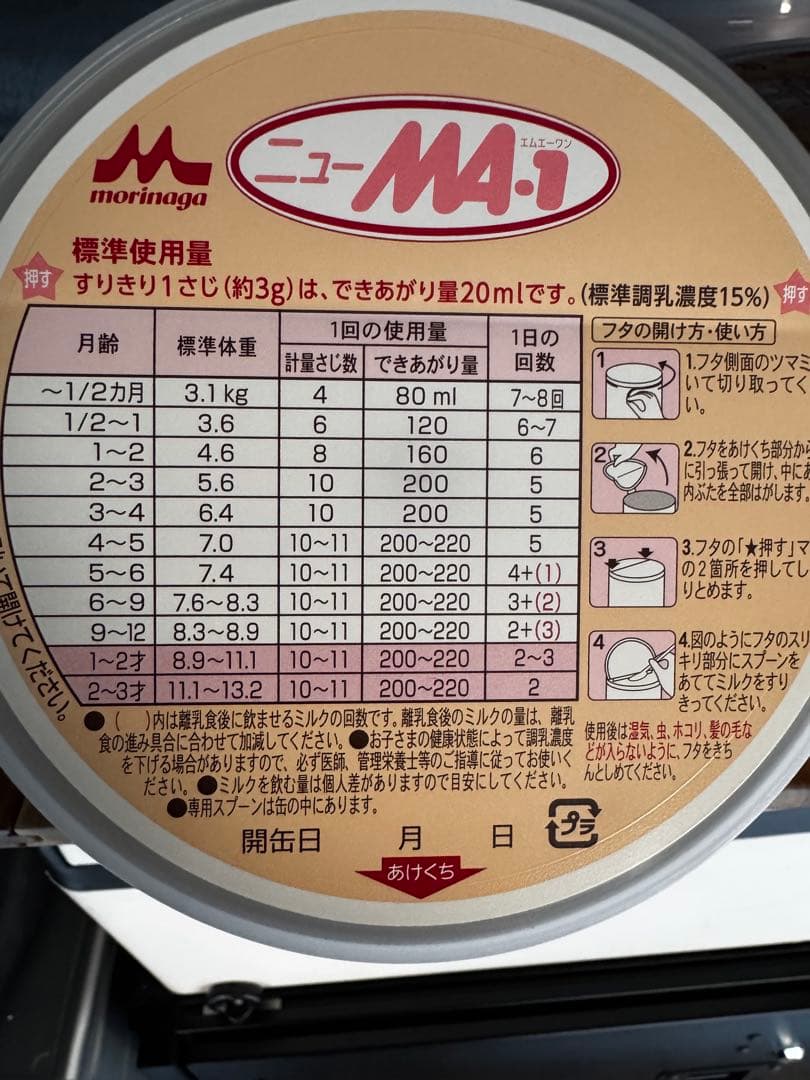 morinaga
ニューMA-1
エムエーワン
標準使用量
押す
すりきり1さじ(約3g)は、できあがり量20mlです。(標準調乳濃度15%)
押す
月齢 標準体重 1回の使用量 1日の回数
計量さじ数 できあがり量
～1/2カ月 3.1kg 4 80ml 7～8回
1/2～1 3.6 6 120 6～7
1～2 4.6 8 160 6
2～3 5.6 10 200 5
3～4 6.4 10 200 5
4～5 7.0 10～11 200～220 5
5～6 7.4 10～11 200～220 4+(1)
6～9 7.6～8.3 10～11 200～220 3+(2)
9～12 8.3～8.9 10～11 200～220 2+(3)
1～2才 8.9～11.1 10～11 200～220 2～3
2～3才 11.1～13.2 10～11 200～220 2
●( )内は離乳食後に飲ませるミルクの回数です。離乳食後のミルクの量は、離乳
食の進み具合に合わせて加減してください。●お子さまの健康状態によって調乳濃度
を下げる場合がありますので、必ず医師、管理栄養士等のご指導に従ってお使いく
ださい。●ミルクを飲む量は個人差がありますので目安にしてください。
●専用スプーンは缶の中にあります。
フタの開け方・使い方
1
1.フタ側面のツマミ
いて切り取ってく
い。
2
2.フタをあけくち部分から
に引っ張って開け、中にあ
内ぶたを全部はがします。
3
3.フタの「★押す」マ
の2箇所を押してし
りとめます。
4
4.図のようにフタのスリ
キリ部分にスプーンを
あててミルクをすり
きってください。
使用後は湿気、虫、ホコリ、髪の毛な
どが入らないように、フタをきち
んとしめてください。
開缶日 月 日
プラ
あけくち
いて開けてください。